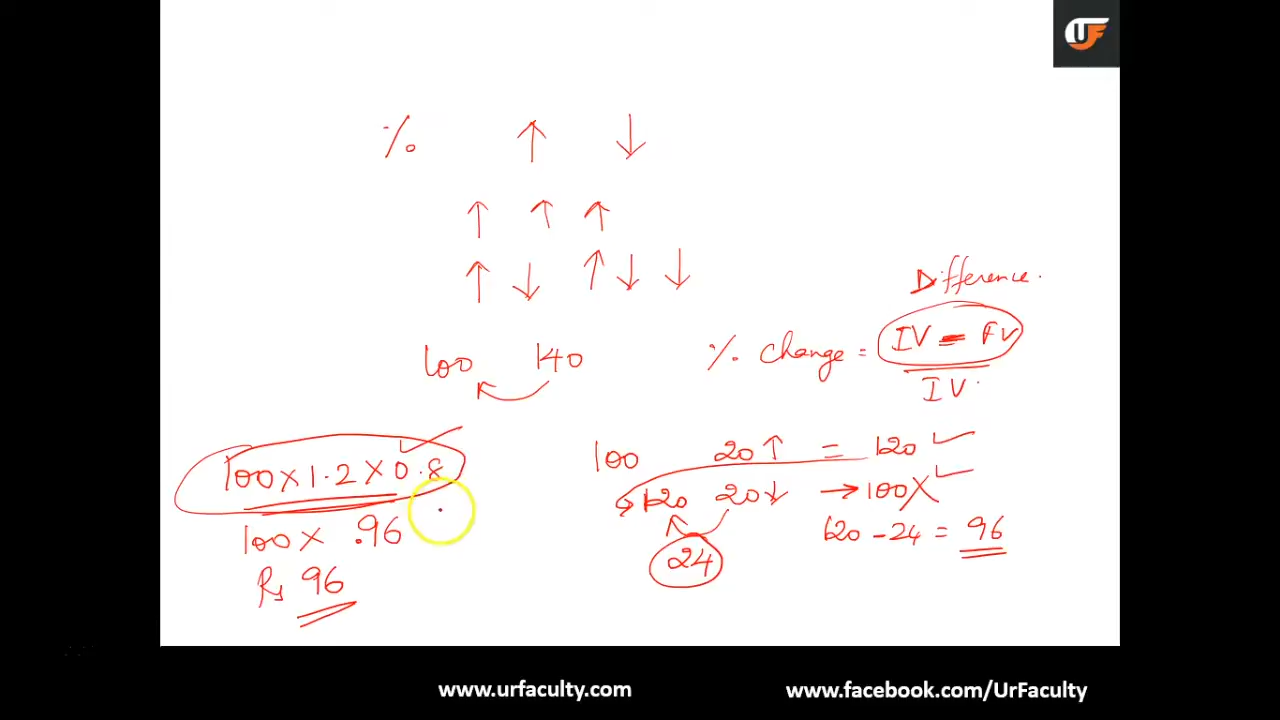 UF
% ↑ ↓
↑ ↑ ↑
↑ ↓ ↑ ↓ ↓
Difference.
100 140
% Change = IV - FV
IV.
100 20↑ = 120 ✓
100 × 1.2 × 0.8
120 20↓ → 100 X ✓
100 × .96
120 - 24 = 96
24
Rs 96
www.urfaculty.com
www.facebook.com/UrFaculty